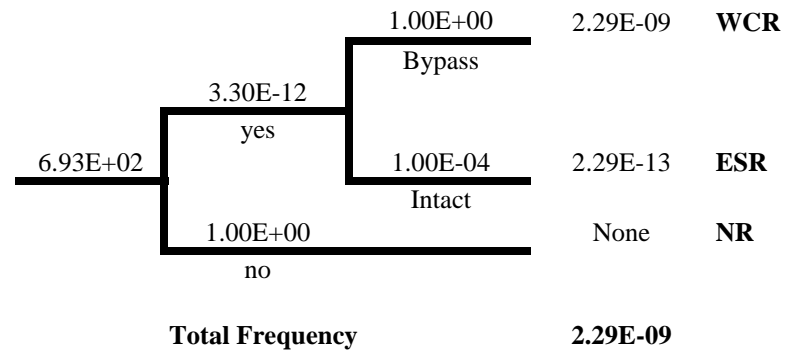 1.00E+00 2.29E-09 WCR
Bypass
3.30E-12
yes
6.93E+02 1.00E-04 2.29E-13 ESR
Intact
1.00E+00 None NR
no
Total Frequency 2.29E-09